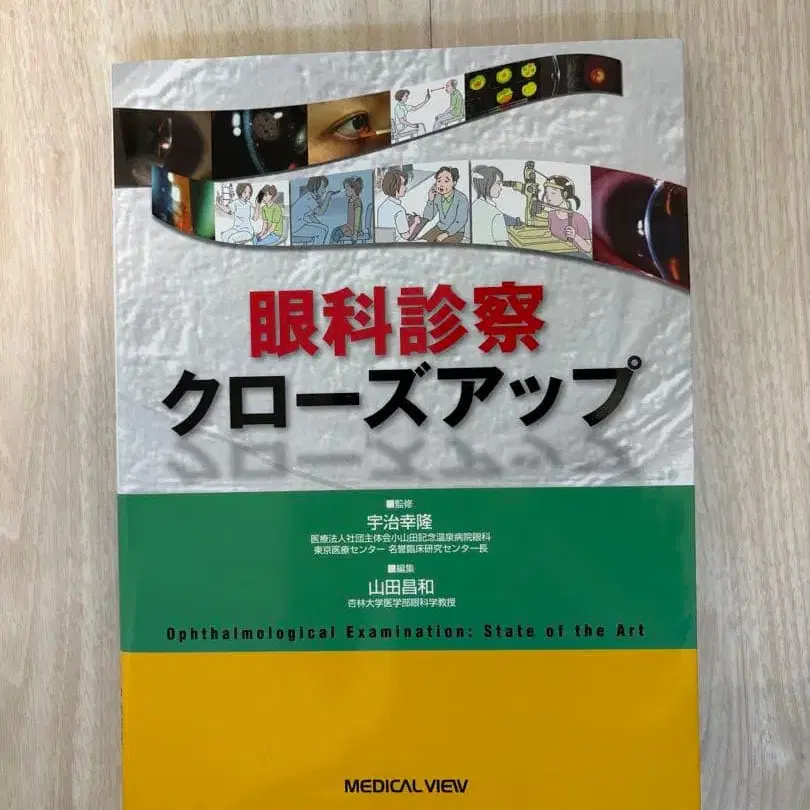 眼科診察
クローズアップ
■監修
宇治幸隆
医療法人社団主体会小山田記念温泉病院眼科
東京医療センター 名誉臨床研究センター長
■編集
山田昌和
杏林大学医学部眼科学教授
Ophthalmological Examination: State of the Art
MEDICAL VIEW